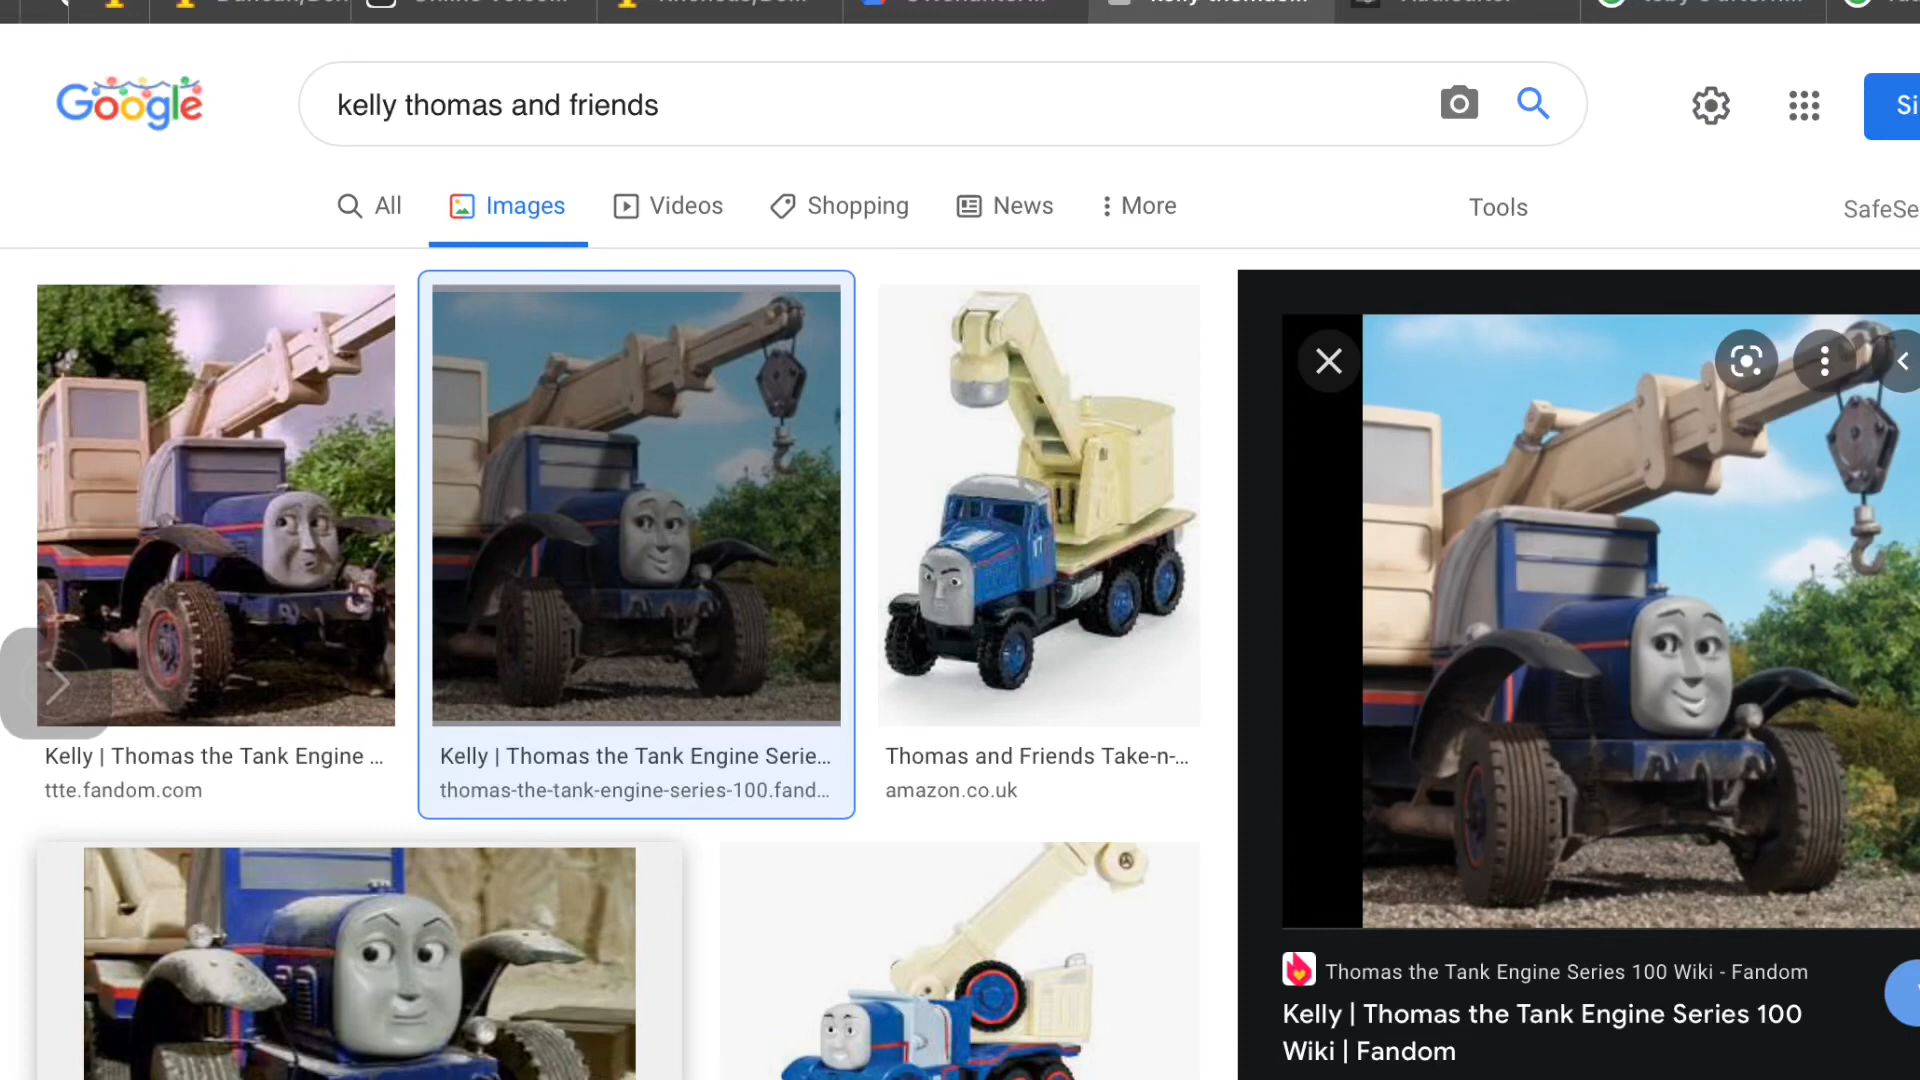 Google
kelly thomas and friends
Si
All
Images
Videos
Shopping
News
More
Tools
SafeSe
Kelly | Thomas the Tank Engine ...
ttte.fandom.com
Kelly | Thomas the Tank Engine Serie...
thomas-the-tank-engine-series-100.fand...
Thomas and Friends Take-n-...
amazon.co.uk
Thomas the Tank Engine Series 100 Wiki - Fandom
Kelly | Thomas the Tank Engine Series 100
Wiki | Fandom